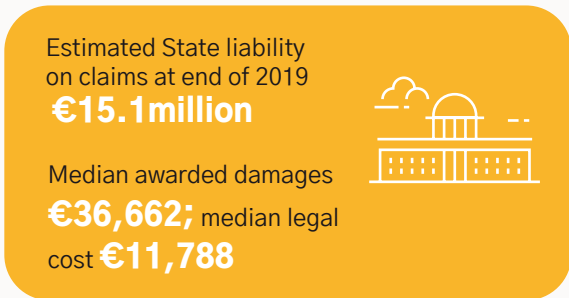 Estimated State liability
on claims at end of 2019
€15.1million
Median awarded damages
€36,662; median legal
cost €11,788